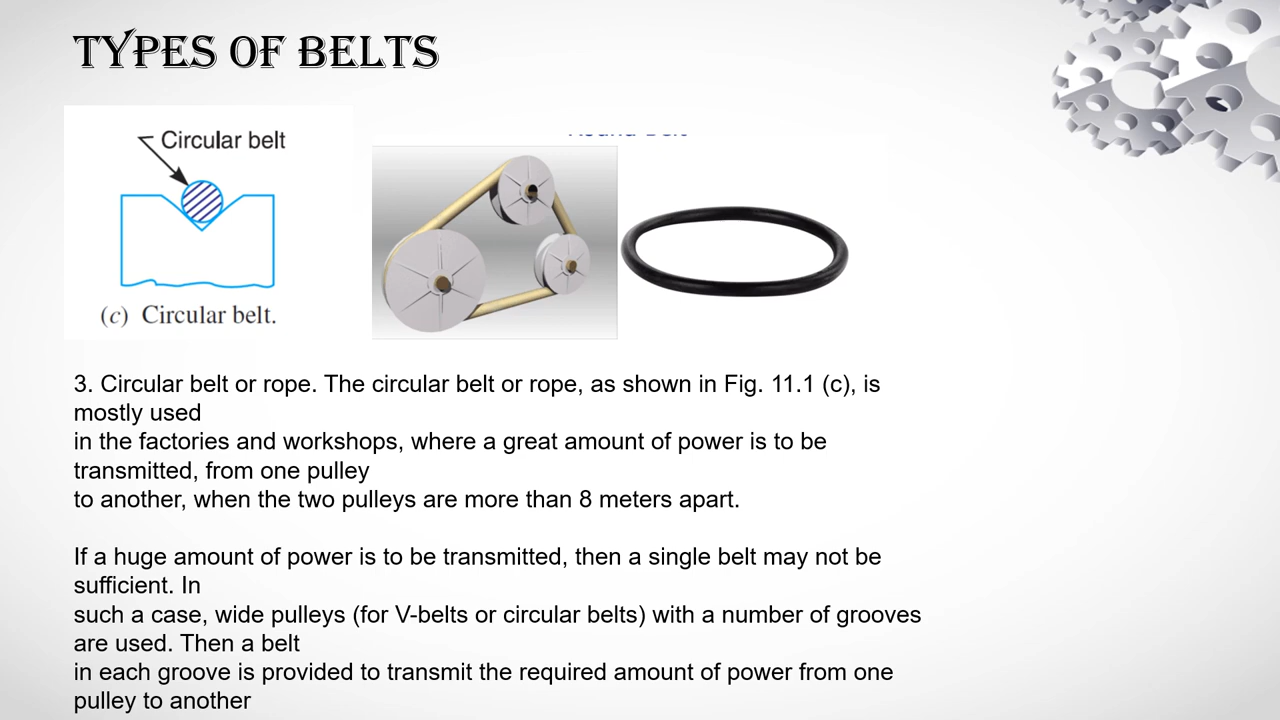 TYPES OF BELTS
Circular belt
Round Belt
(c) Circular belt.
3. Circular belt or rope. The circular belt or rope, as shown in Fig. 11.1 (c), is
mostly used
in the factories and workshops, where a great amount of power is to be
transmitted, from one pulley
to another, when the two pulleys are more than 8 meters apart.
If a huge amount of power is to be transmitted, then a single belt may not be
sufficient. In
such a case, wide pulleys (for V-belts or circular belts) with a number of grooves
are used. Then a belt
in each groove is provided to transmit the required amount of power from one
pulley to another